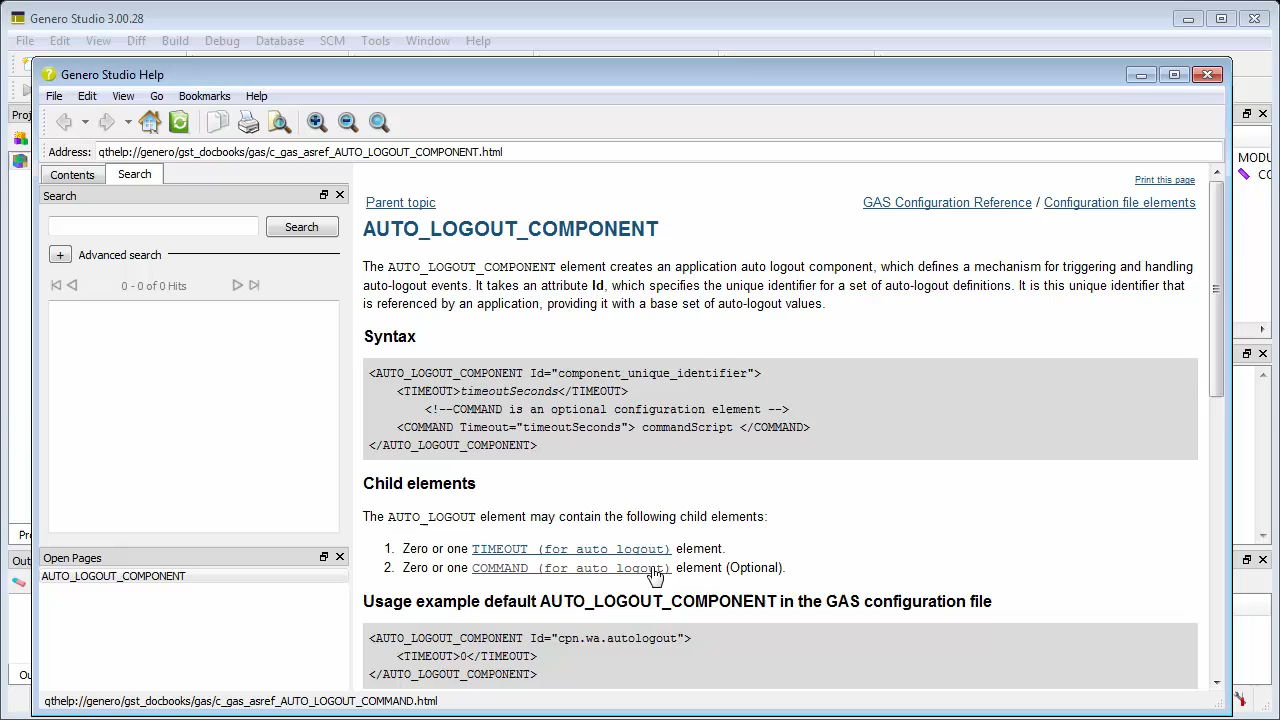 Genero Studio 3.00.28
File Edit View Diff Build Debug Database SCM Tools Window Help
Genero Studio Help
File Edit View Go Bookmarks Help
Address: qthelp://genero/gst_docbooks/gas/c_gas_asref_AUTO_LOGOUT_COMPONENT.html
Proj
Contents Search
Search
Search
+ Advanced search
0 - 0 of 0 Hits
Open Pages
AUTO_LOGOUT_COMPONENT
Print this page
Parent topic GAS Configuration Reference / Configuration file elements
AUTO_LOGOUT_COMPONENT
The AUTO_LOGOUT_COMPONENT element creates an application auto logout component, which defines a mechanism for triggering and handling
auto-logout events. It takes an attribute Id, which specifies the unique identifier for a set of auto-logout definitions. It is this unique identifier that
is referenced by an application, providing it with a base set of auto-logout values.
Syntax
<AUTO_LOGOUT_COMPONENT Id="component_unique_identifier">
<TIMEOUT>timeoutSeconds</TIMEOUT>
<!--COMMAND is an optional configuration element -->
<COMMAND Timeout="timeoutSeconds"> commandScript </COMMAND>
</AUTO_LOGOUT_COMPONENT>
Child elements
The AUTO_LOGOUT element may contain the following child elements:
1. Zero or one TIMEOUT (for auto logout) element.
2. Zero or one COMMAND (for auto logout) element (Optional).
Usage example default AUTO_LOGOUT_COMPONENT in the GAS configuration file
<AUTO_LOGOUT_COMPONENT Id="cpn.wa.autologout">
<TIMEOUT>0</TIMEOUT>
</AUTO_LOGOUT_COMPONENT>
MODU
CO
Pr
Out
Ou
qthelp://genero/gst_docbooks/gas/c_gas_asref_AUTO_LOGOUT_COMMAND.html